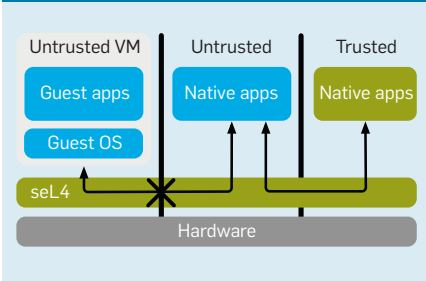 Untrusted VM
Untrusted
Trusted
Guest apps
Native apps
Native apps
Guest OS
seL4
Hardware